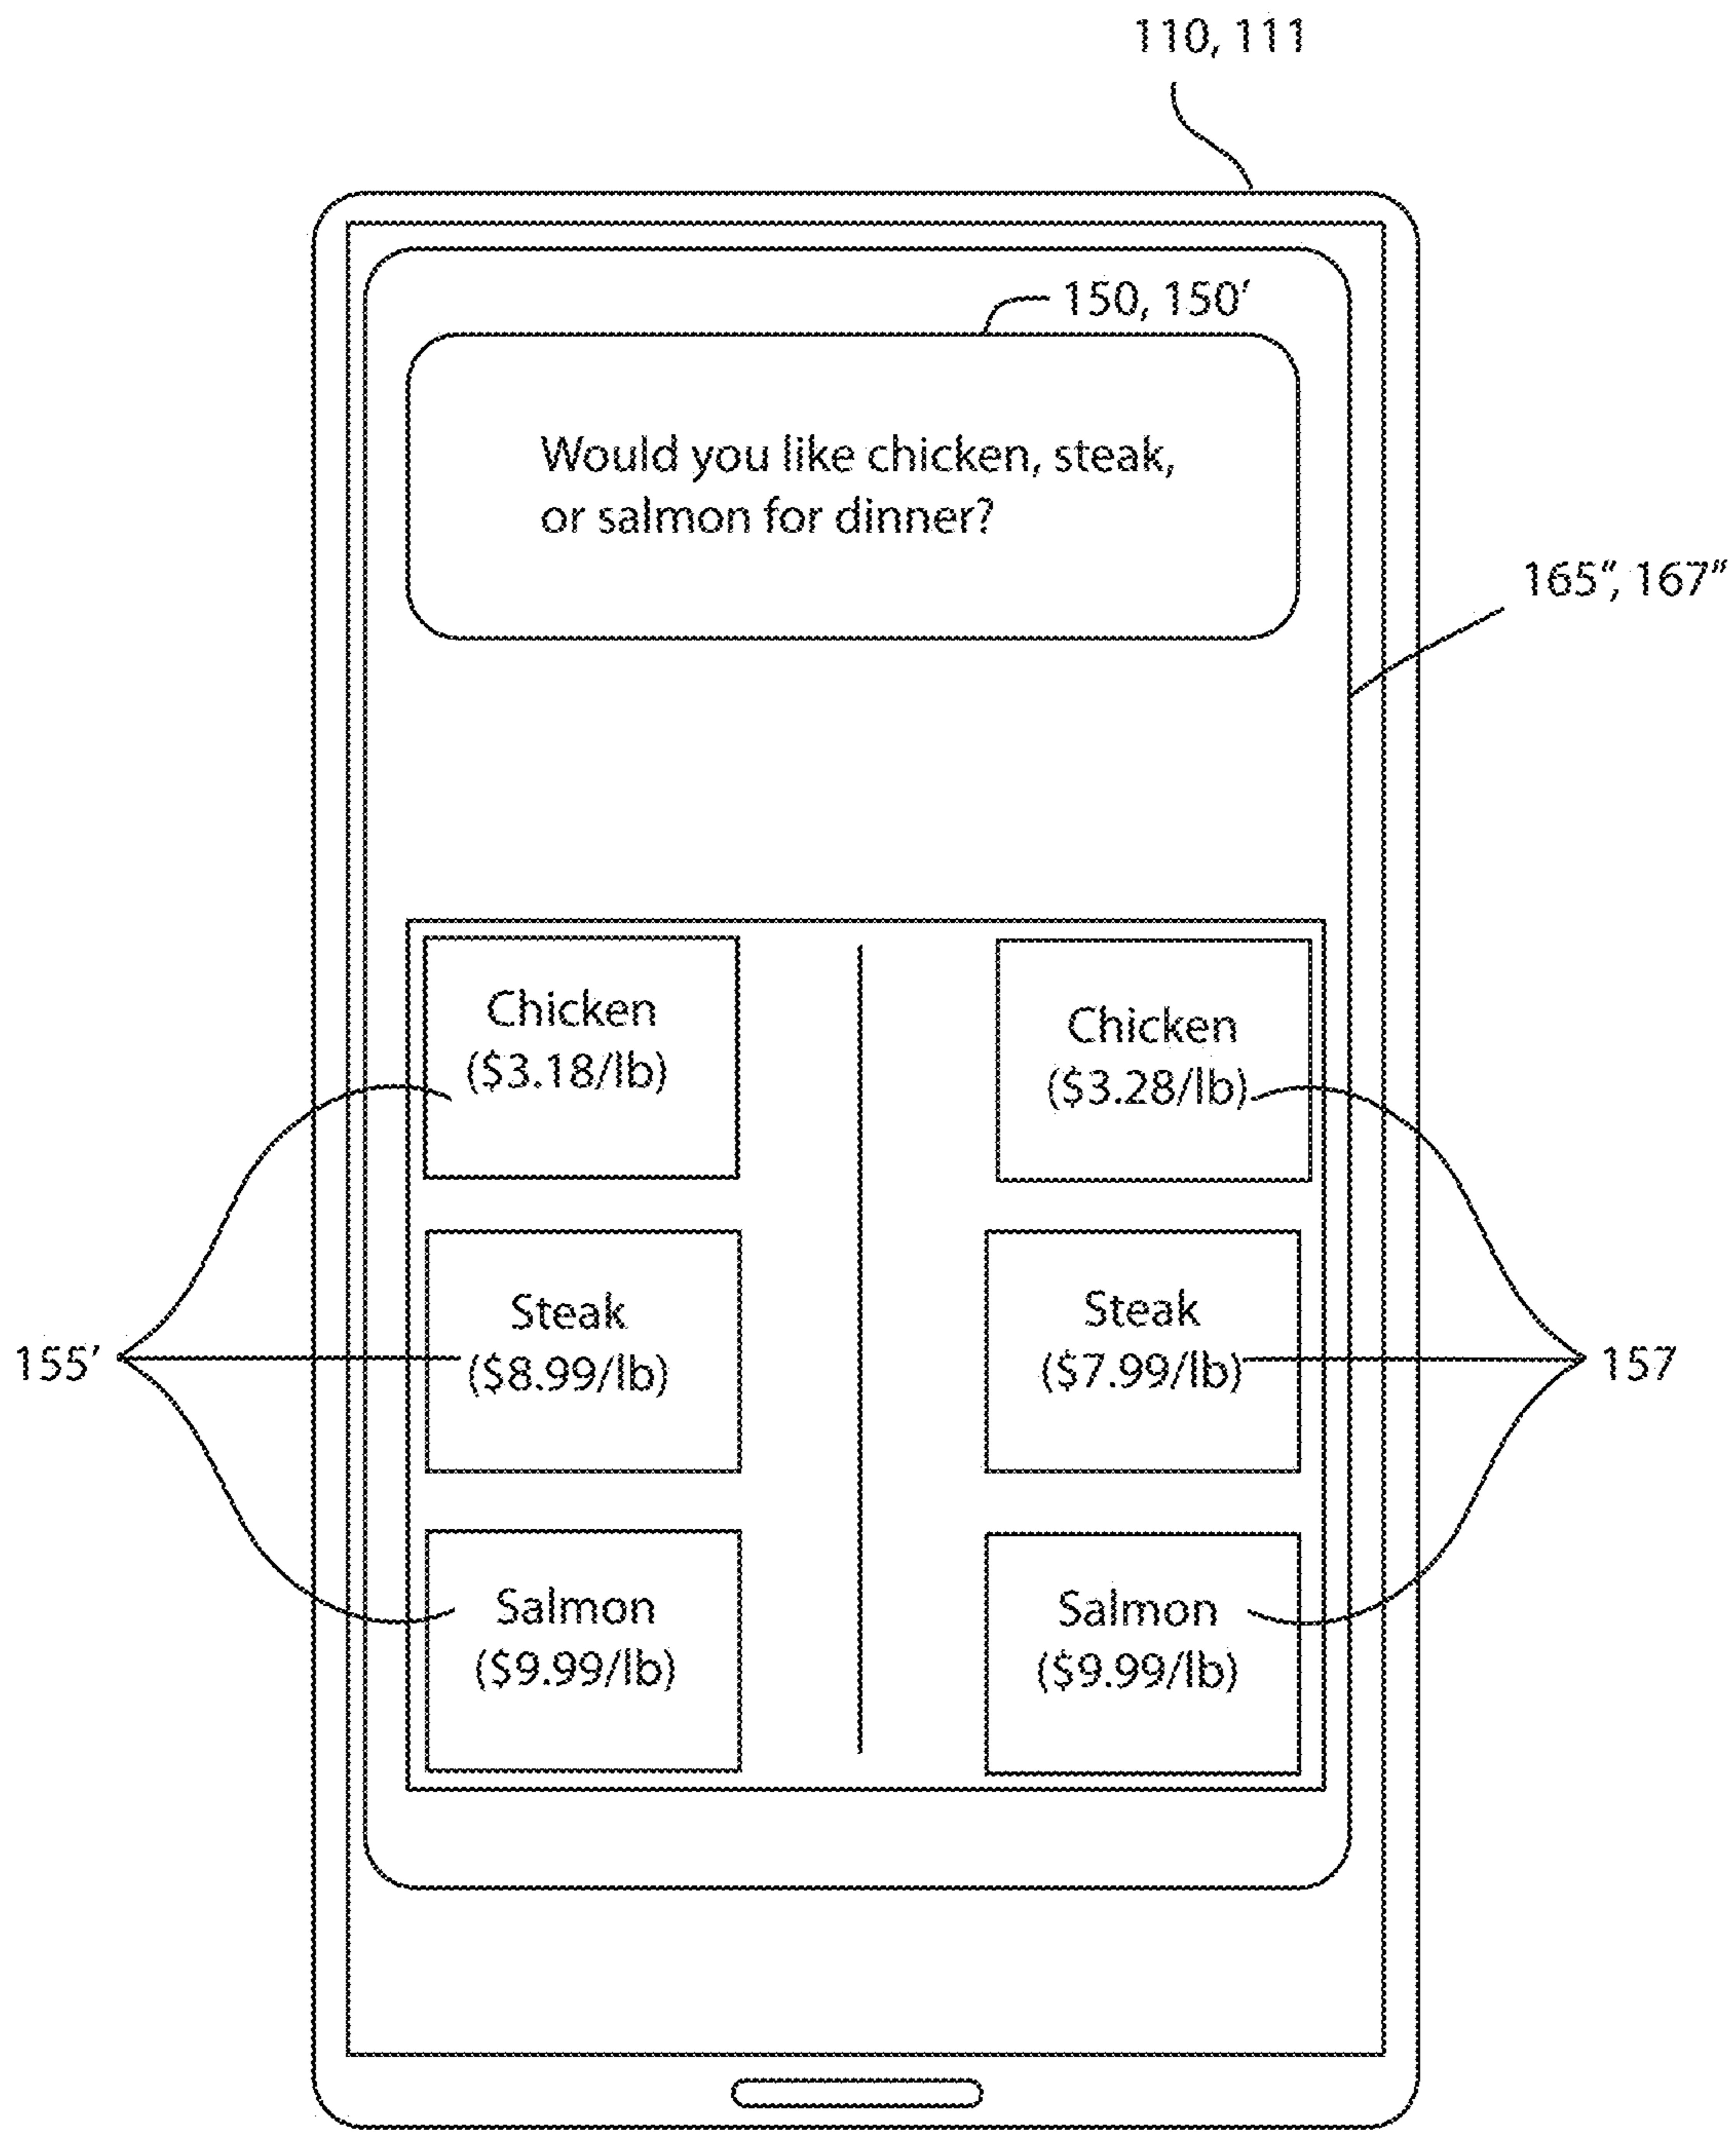 110, 111
150, 150'
Would you like chicken, steak,
or salmon for dinner?
165", 167"
Chicken
($3.18/lb)
Chicken
($3.28/lb)
155'
Steak
($8.99/lb)
Steak
($7.99/lb)
157
Salmon
($9.99/lb)
Salmon
($9.99/lb)